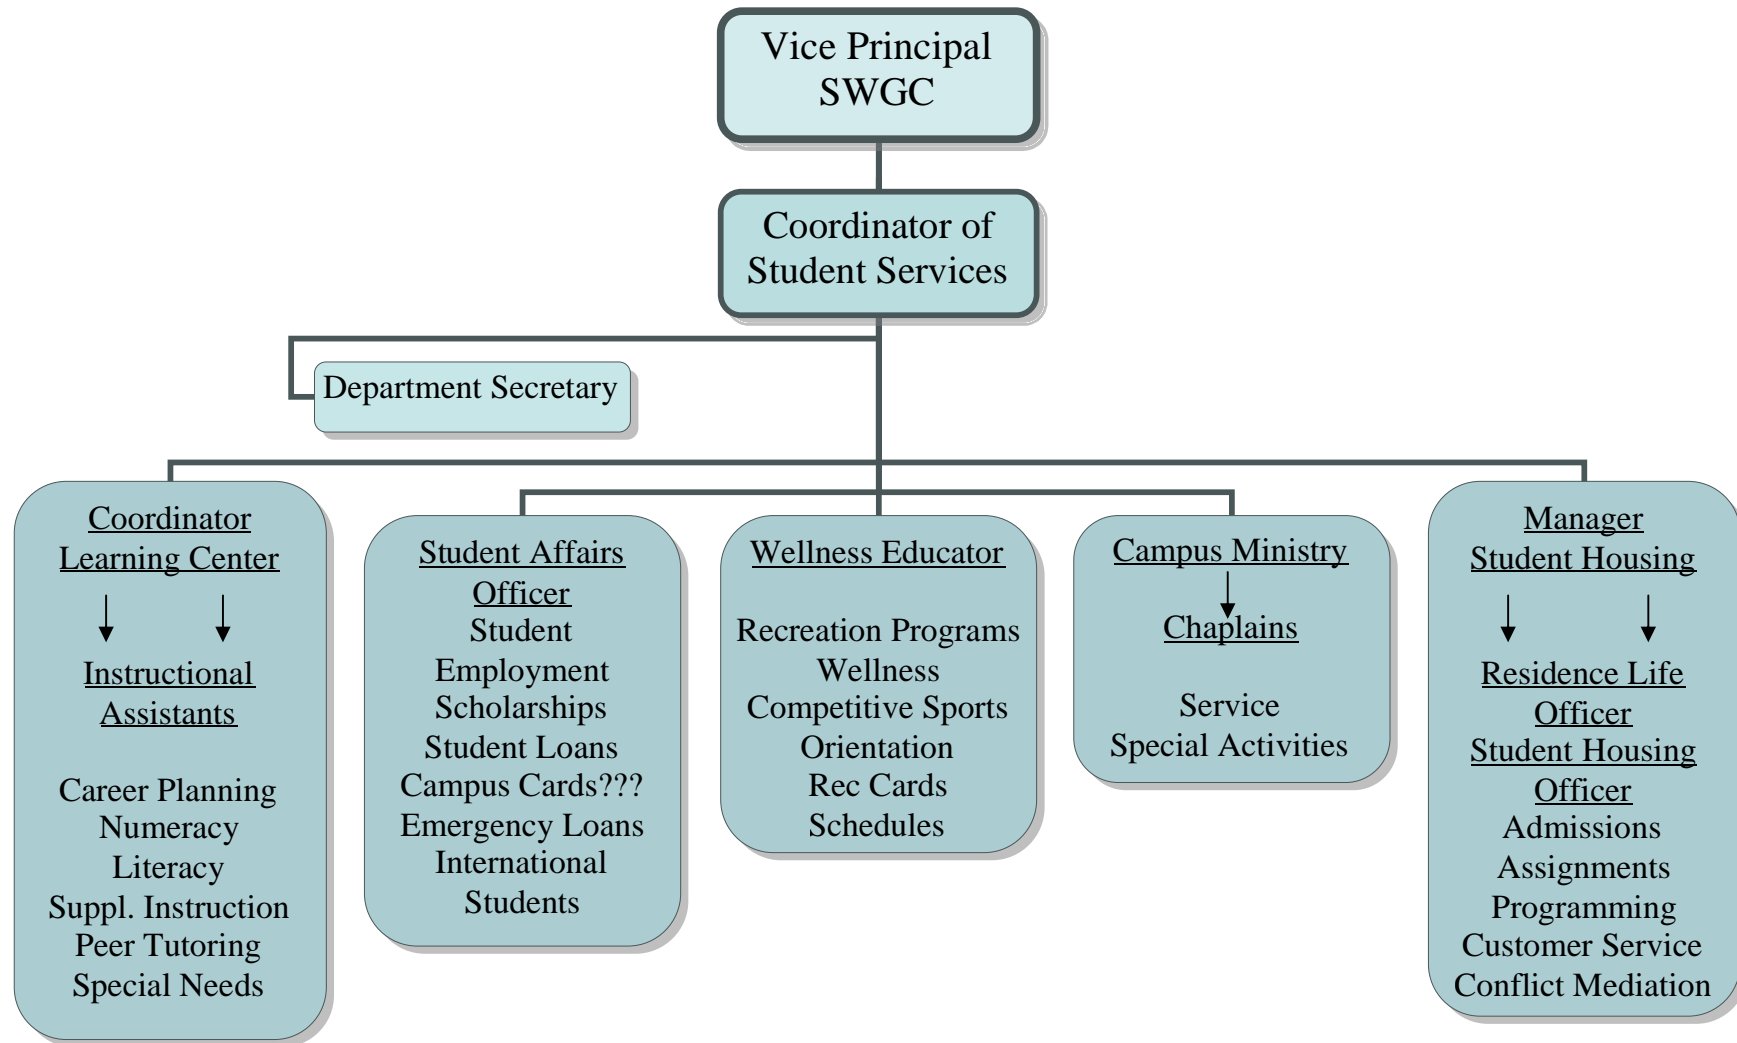 Vice Principal
SWGC
Coordinator of
Student Services
Department Secretary
Coordinator
Learning Center
Instructional
Assistants
Career Planning
Numeracy
Literacy
Suppl. Instruction
Peer Tutoring
Special Needs
Student Affairs
Officer
Student
Employment
Scholarships
Student Loans
Campus Cards???
Emergency Loans
International
Students
Wellness Educator
Recreation Programs
Wellness
Competitive Sports
Orientation
Rec Cards
Schedules
Campus Ministry
Chaplains
Service
Special Activities
Manager
Student Housing
Residence Life
Officer
Student Housing
Officer
Admissions
Assignments
Programming
Customer Service
Conflict Mediation